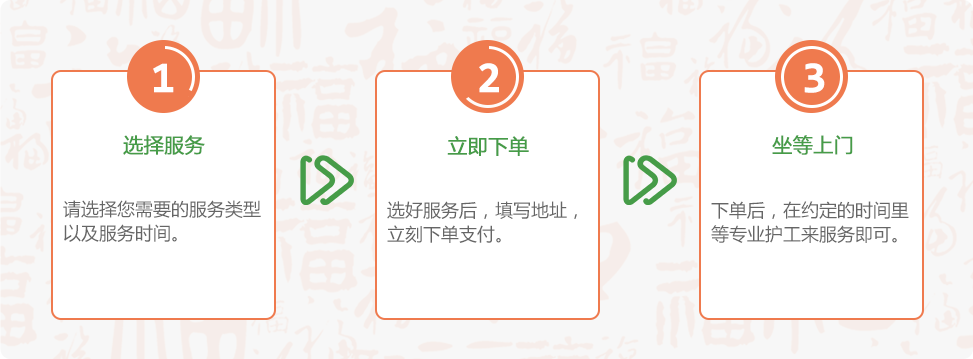 1
选择服务
请选择您需要的服务类型
以及服务时间。
2
立即下单
选好服务后，填写地址，
立刻下单支付。
3
坐等上门
下单后，在约定的时间里
等专业护工来服务即可。